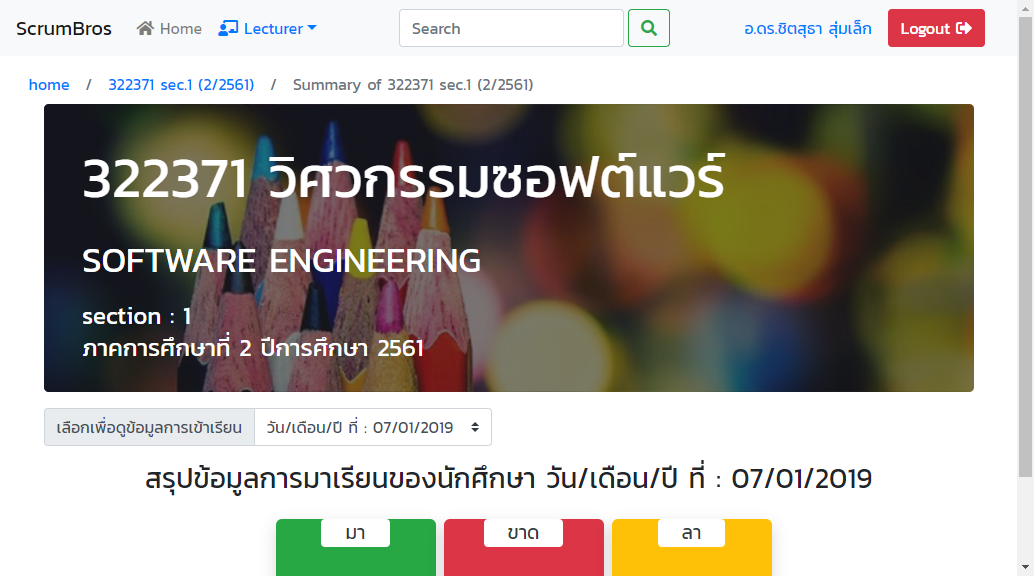 ScrumBros Home Lecturer Search อ.ดร.ชิตสุธา สุ่มเล็ก Logout
home / 322371 sec.1 (2/2561) / Summary of 322371 sec.1 (2/2561)
322371 วิศวกรรมซอฟต์แวร์
SOFTWARE ENGINEERING
section : 1
ภาคการศึกษาที่ 2 ปีการศึกษา 2561
เลือกเพื่อดูข้อมูลการเข้าเรียน วัน/เดือน/ปี ที่ : 07/01/2019
สรุปข้อมูลการมาเรียนของนักศึกษา วัน/เดือน/ปี ที่ : 07/01/2019
มา ขาด ลา